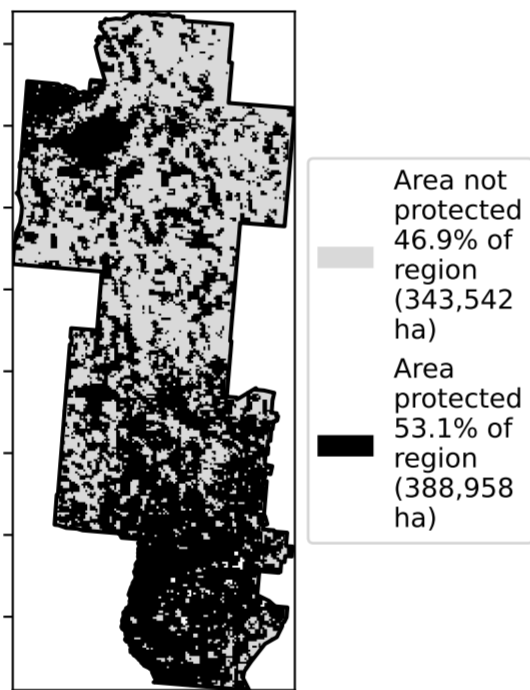 Area not
protected
46.9% of
region
(343,542
ha)
Area
protected
53.1% of
region
(388,958
ha)